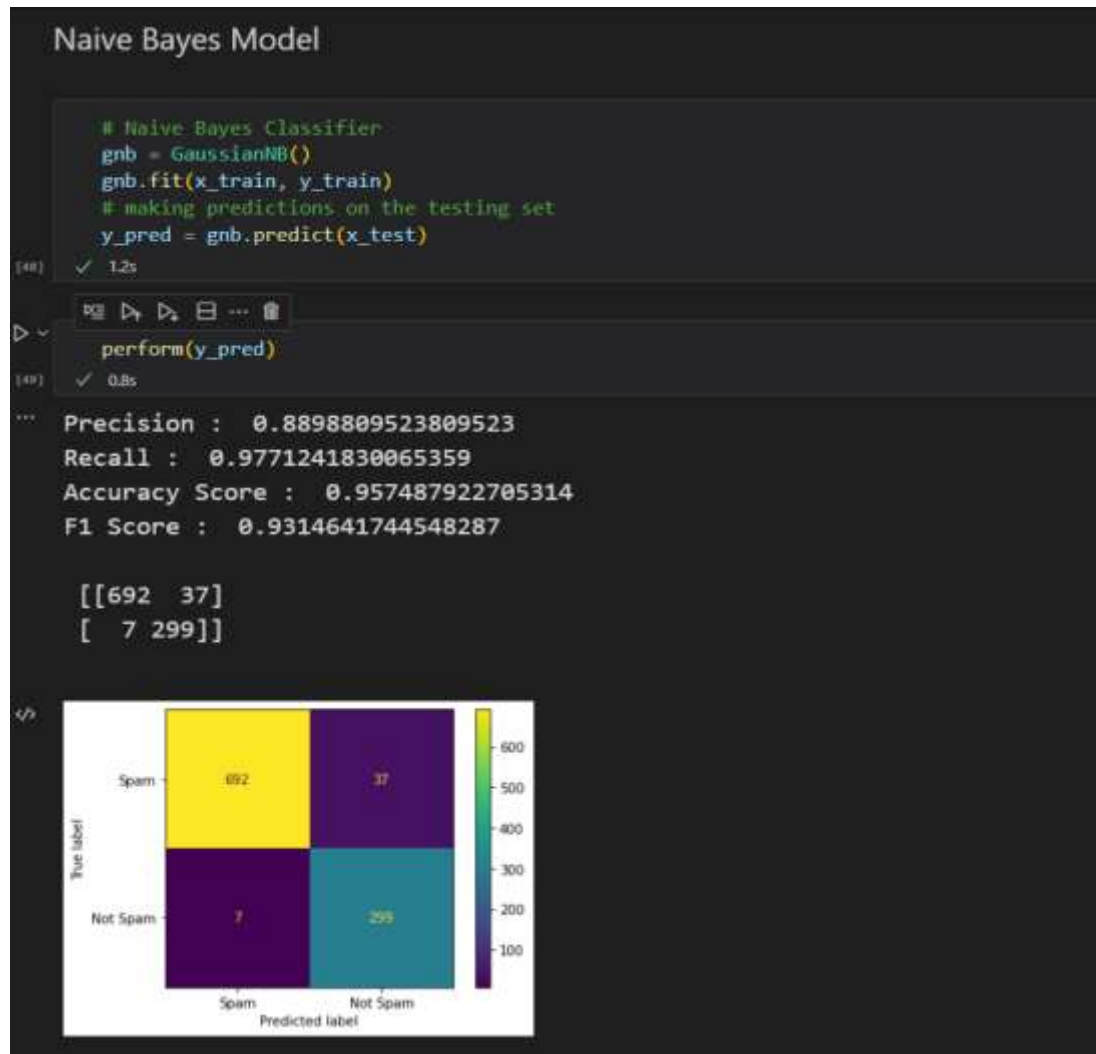 Naive Bayes Model
# Naive Bayes Classifier
gnb = GaussianNB()
gnb.fit(x_train, y_train)
# making predictions on the testing set
y_pred = gnb.predict(x_test)
[48] ✓ 1.2s
perform(y_pred)
[49] ✓ 0.8s
... Precision :  0.8898809523809523
Recall :  0.9771241830065359
Accuracy Score :  0.957487922705314
F1 Score :  0.9314641744548287
[[692  37]
[  7 299]]
600
Spam 692 37
500
400
True label
300
200
Not Spam 7 299
100
Spam Not Spam
Predicted label